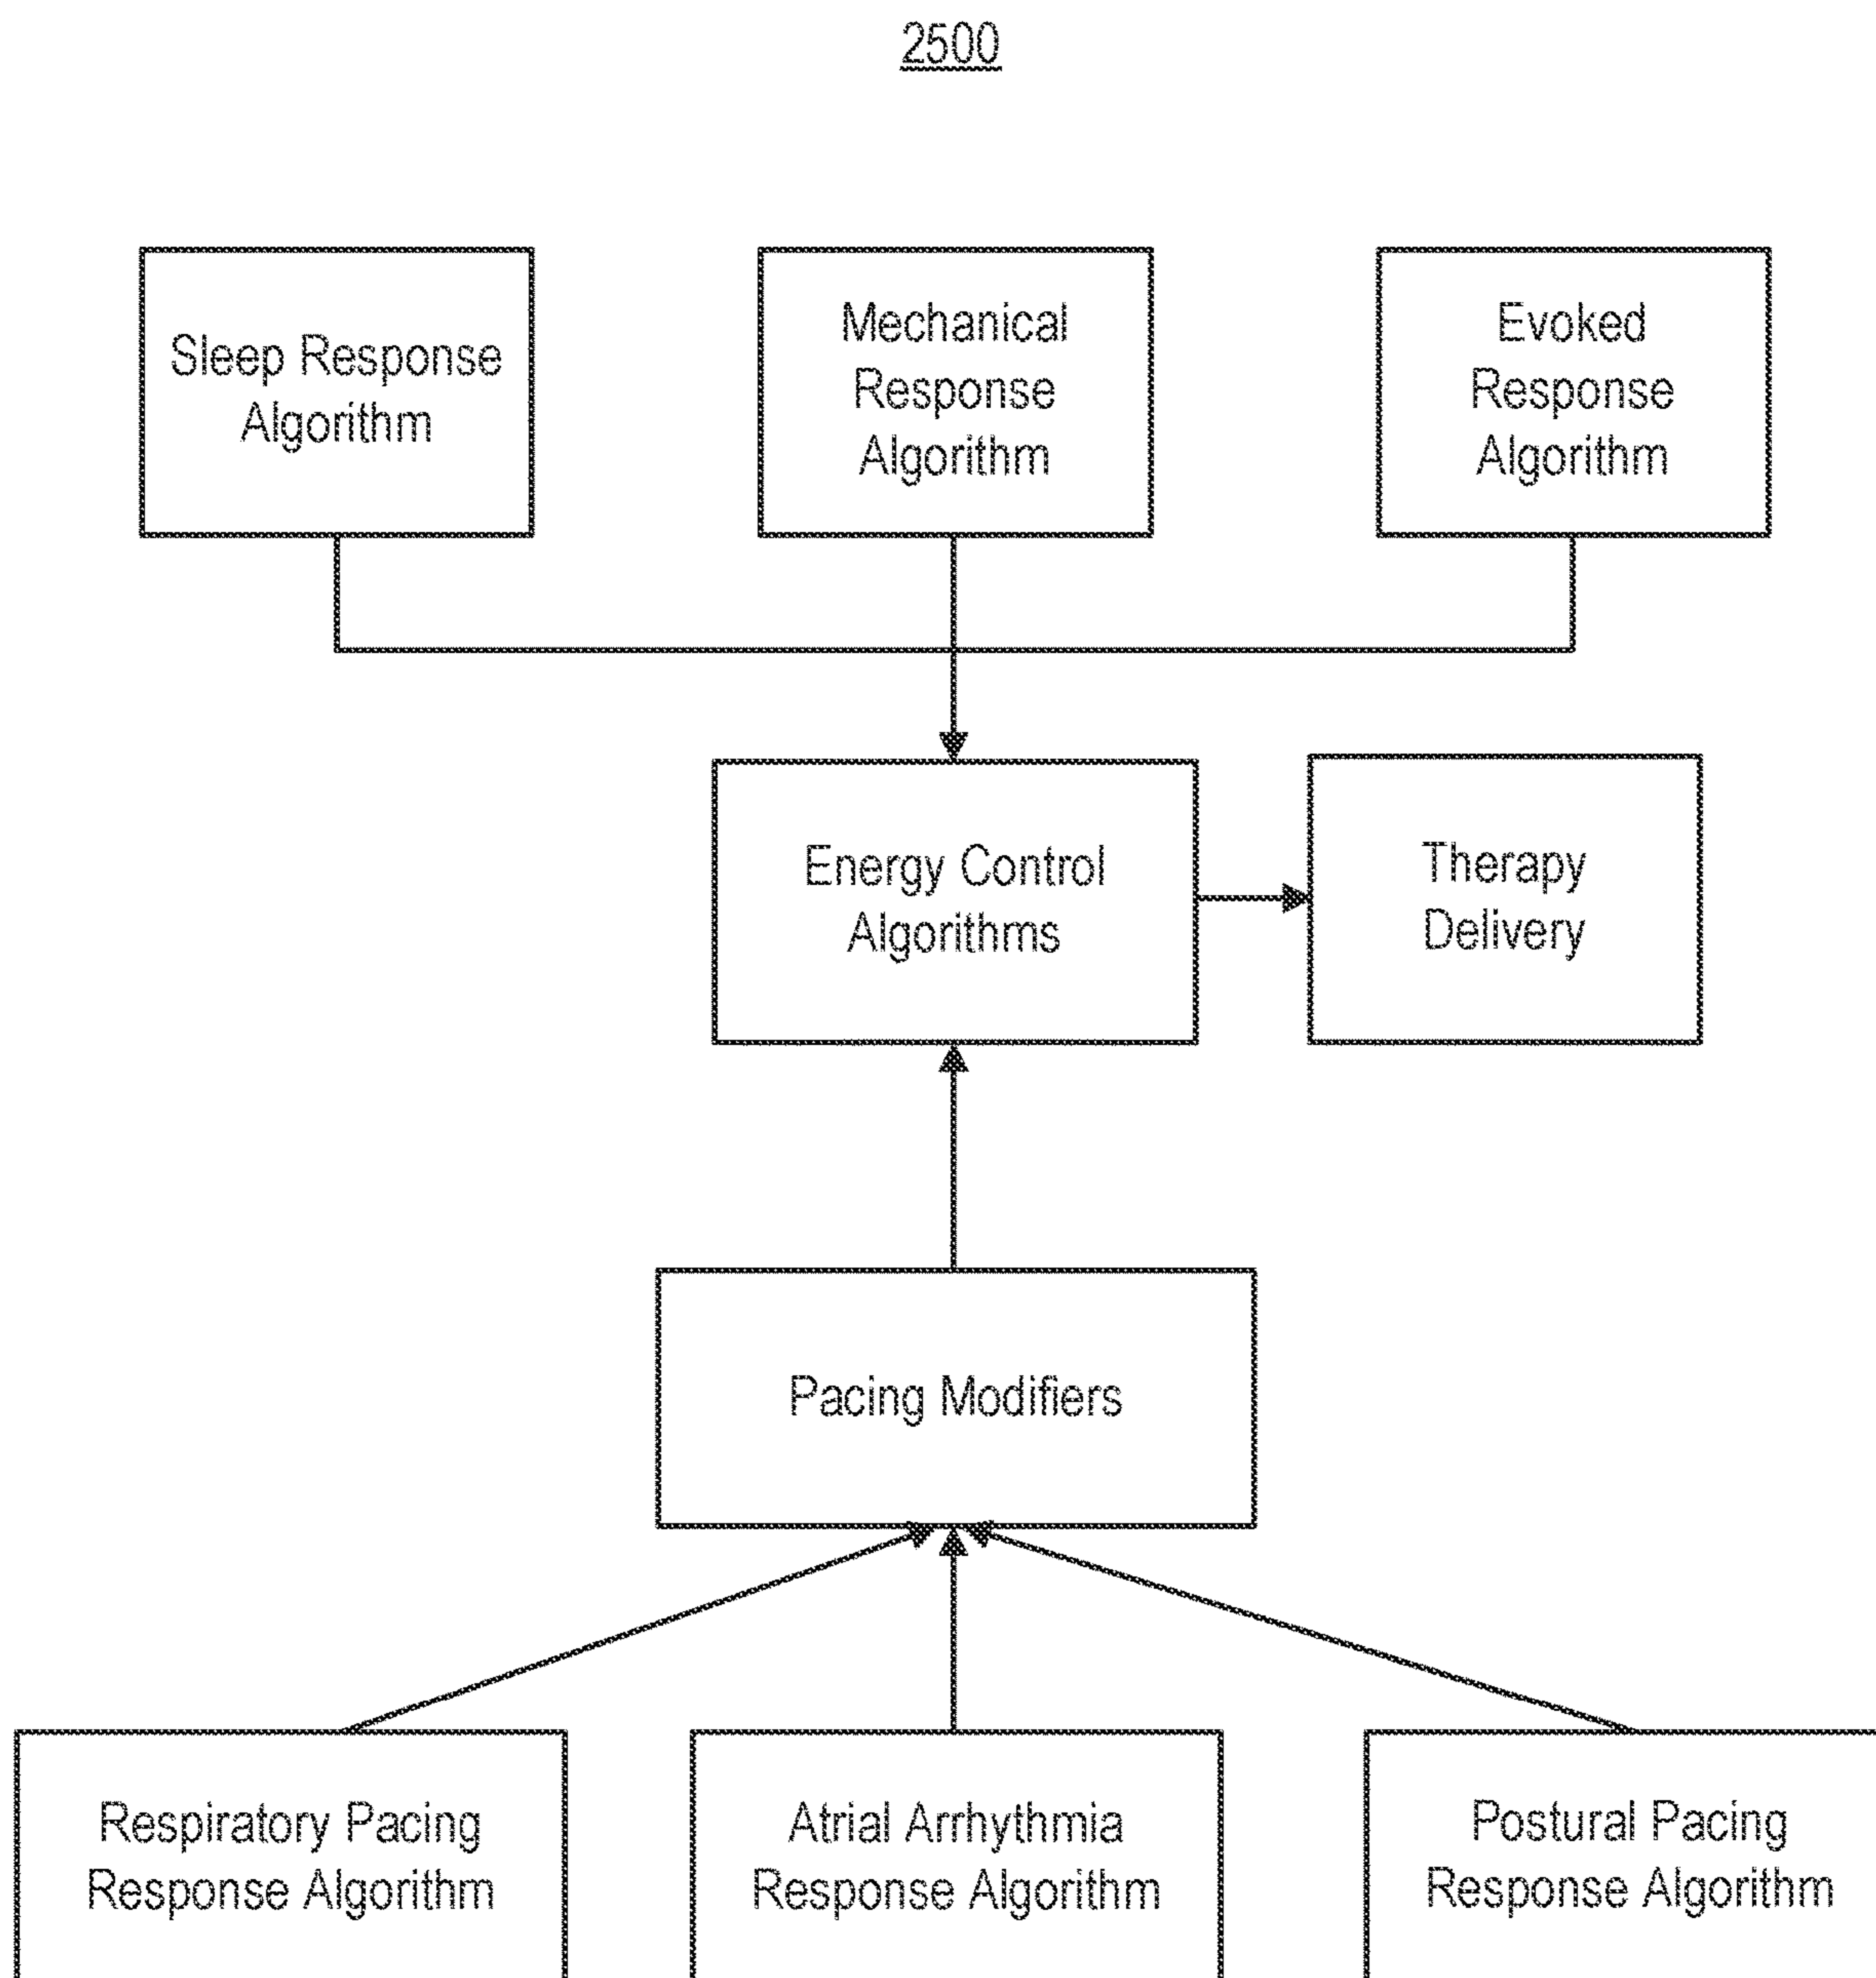 2500
Sleep Response
Algorithm
Mechanical
Response
Algorithm
Evoked
Response
Algorithm
Energy Control
Algorithms
Therapy
Delivery
Pacing Modifiers
Respiratory Pacing
Response Algorithm
Atrial Arrhythmia
Response Algorithm
Postural Pacing
Response Algorithm